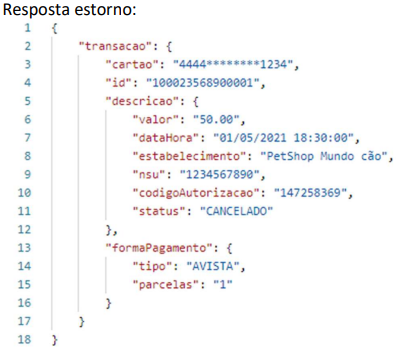 Resposta estorno:
1 {
2 "transacao": {
3 "cartao": "4444********1234",
4 "id": "100023568900001",
5 "descricao": {
6 "valor": "50.00",
7 "dataHora": "01/05/2021 18:30:00",
8 "estabelecimento": "PetShop Mundo cão",
9 "nsu": "1234567890",
10 "codigoAutorizacao": "147258369",
11 "status": "CANCELADO"
12 },
13 "formaPagamento": {
14 "tipo": "AVISTA",
15 "parcelas": "1"
16 }
17 }
18 }